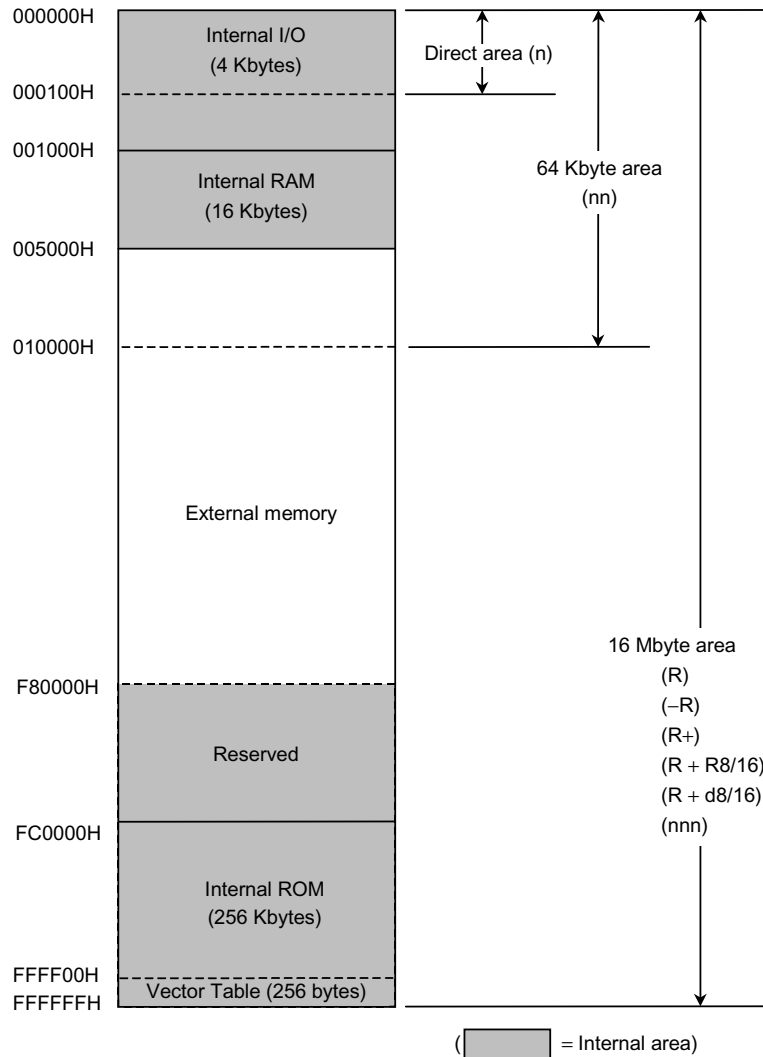 000000H
Internal I/O
(4 Kbytes)
Direct area (n)
000100H
001000H
64 Kbyte area
(nn)
Internal RAM
(16 Kbytes)
005000H
010000H
External memory
16 Mbyte area
(R)
(−R)
(R+)
(R + R8/16)
(R + d8/16)
(nnn)
F80000H
Reserved
FC0000H
Internal ROM
(256 Kbytes)
FFFF00H
Vector Table (256 bytes)
FFFFFFH
( = Internal area)